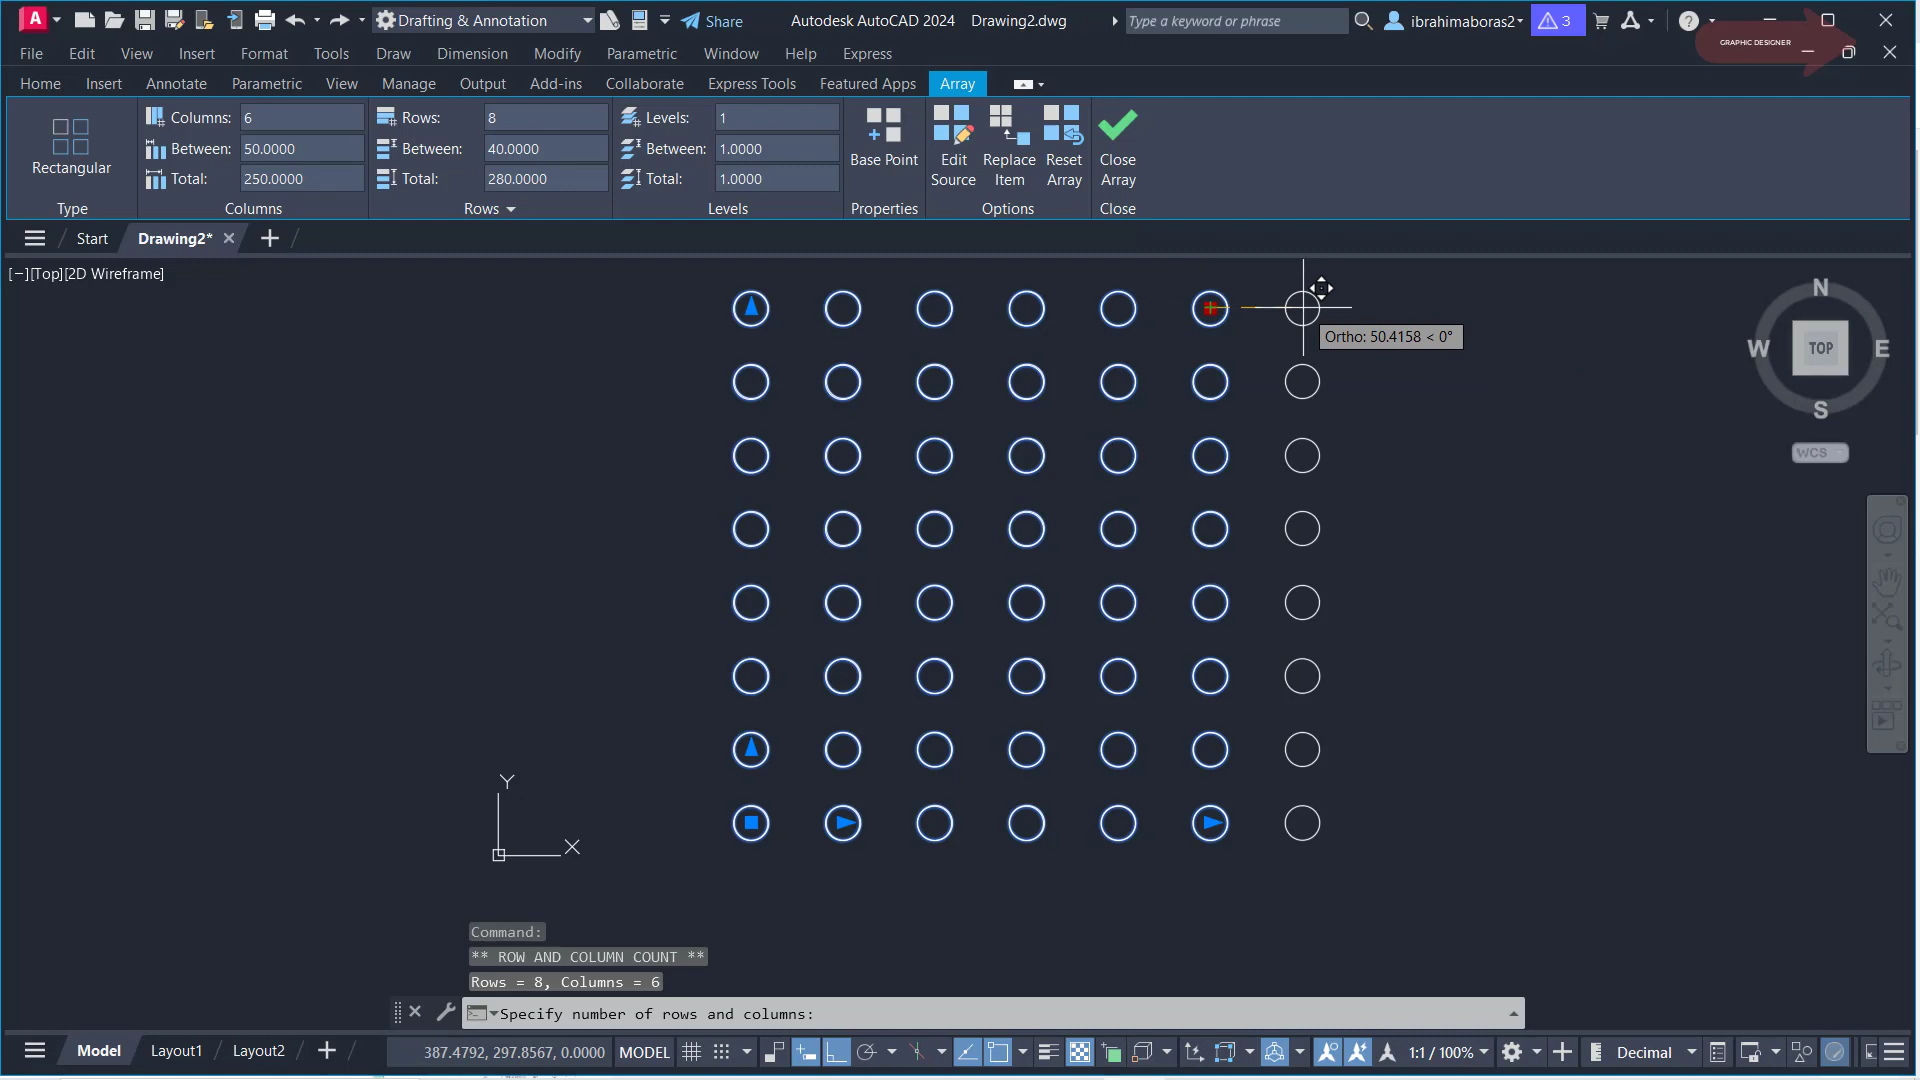 A
Drafting & Annotation
Share
Autodesk AutoCAD 2024 Drawing2.dwg
Type a keyword or phrase
ibrahimaboras2
3
GRAPHIC DESIGNER
File Edit View Insert Format Tools Draw Dimension Modify Parametric Window Help Express
Home Insert Annotate Parametric View Manage Output Add-ins Collaborate Express Tools Featured Apps Array
Columns: 6 Rows: 8 Levels: 1
Between: 50.0000 Between: 40.0000 Between: 1.0000
Total: 250.0000 Total: 280.0000 Total: 1.0000
Rectangular
Base Point
Edit Source
Replace Item
Reset Array
Close Array
Type Columns Rows Levels Properties Options Close
Start Drawing2*
[−][Top][2D Wireframe]
N
Ortho: 50.4158 < 0°
W TOP E
S
WCS
Y
X
Command:
** ROW AND COLUMN COUNT **
Rows = 8, Columns = 6
Specify number of rows and columns:
Model Layout1 Layout2
387.4792, 297.8567, 0.0000 MODEL
1:1 / 100%
Decimal